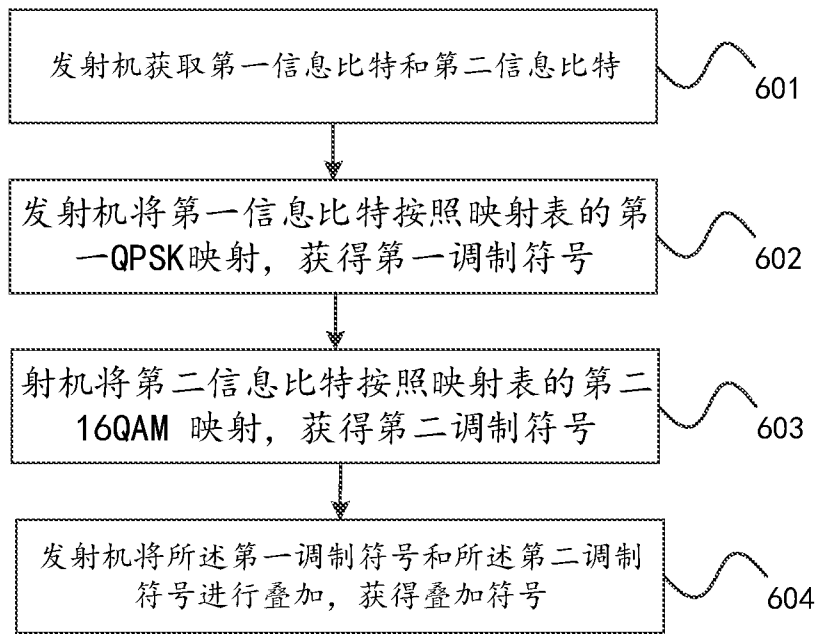 发射机获取第一信息比特和第二信息比特
601
发射机将第一信息比特按照映射表的第
一QPSK映射，获得第一调制符号
602
射机将第二信息比特按照映射表的第二
16QAM 映射，获得第二调制符号
603
发射机将所述第一调制符号和所述第二调制
符号进行叠加，获得叠加符号
604